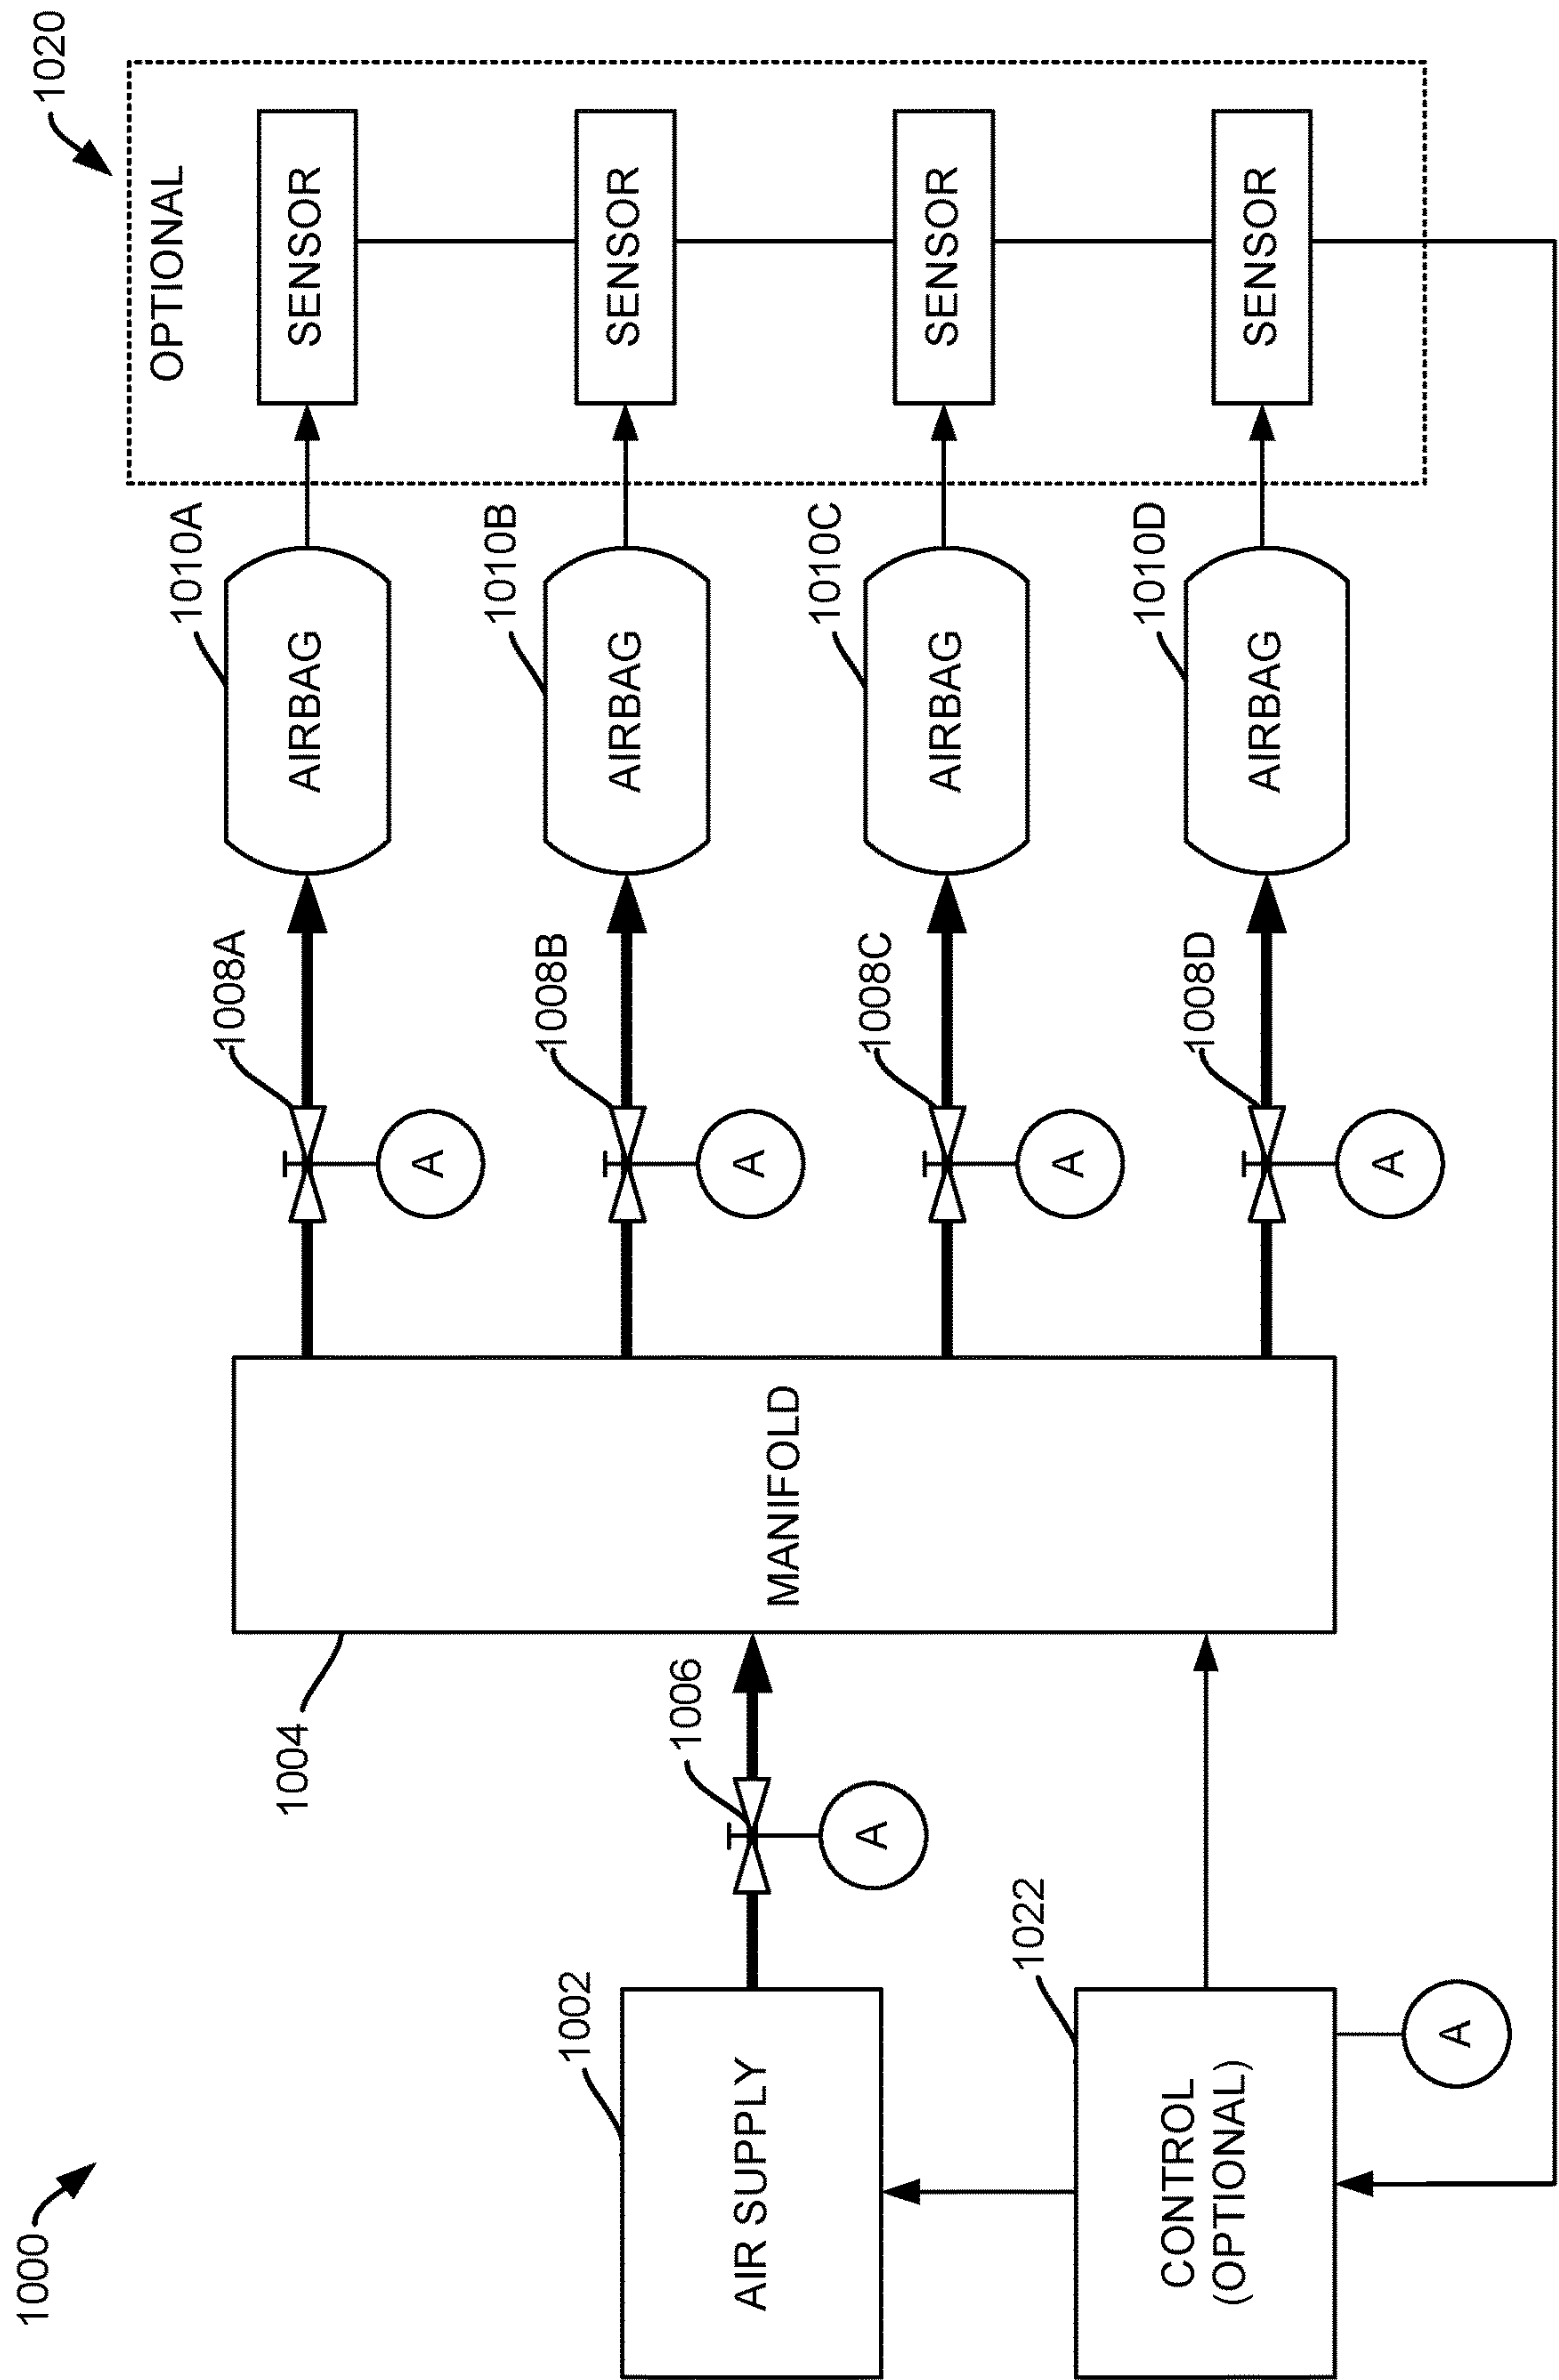 1000
1020
OPTIONAL
1002
AIR SUPPLY
1022
CONTROL
(OPTIONAL)
A
1006
A
1004
MANIFOLD
1008A
A
1010A
AIRBAG
SENSOR
1008B
A
1010B
AIRBAG
SENSOR
1008C
A
1010C
AIRBAG
SENSOR
1008D
A
1010D
AIRBAG
SENSOR